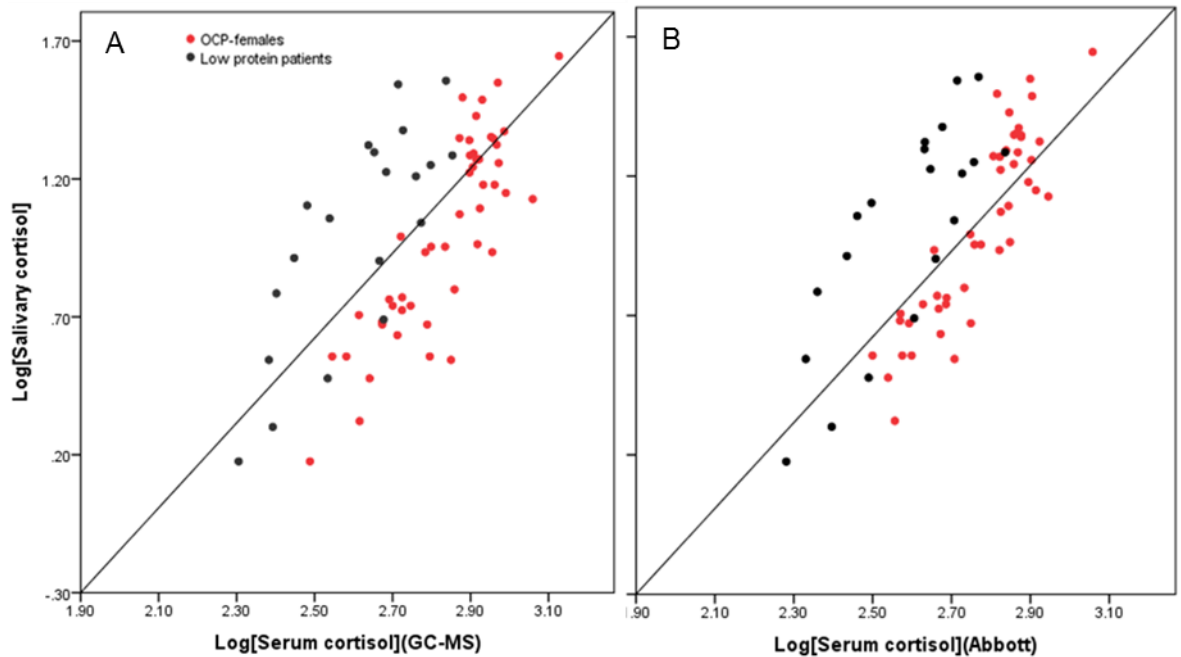 A
B
OCP-females
Low protein patients
1.70
1.20
.70
.20
-.30
Log[Salivary cortisol]
1.90 2.10 2.30 2.50 2.70 2.90 3.10
1.90 2.10 2.30 2.50 2.70 2.90 3.10
Log[Serum cortisol](GC-MS)
Log[Serum cortisol](Abbott)